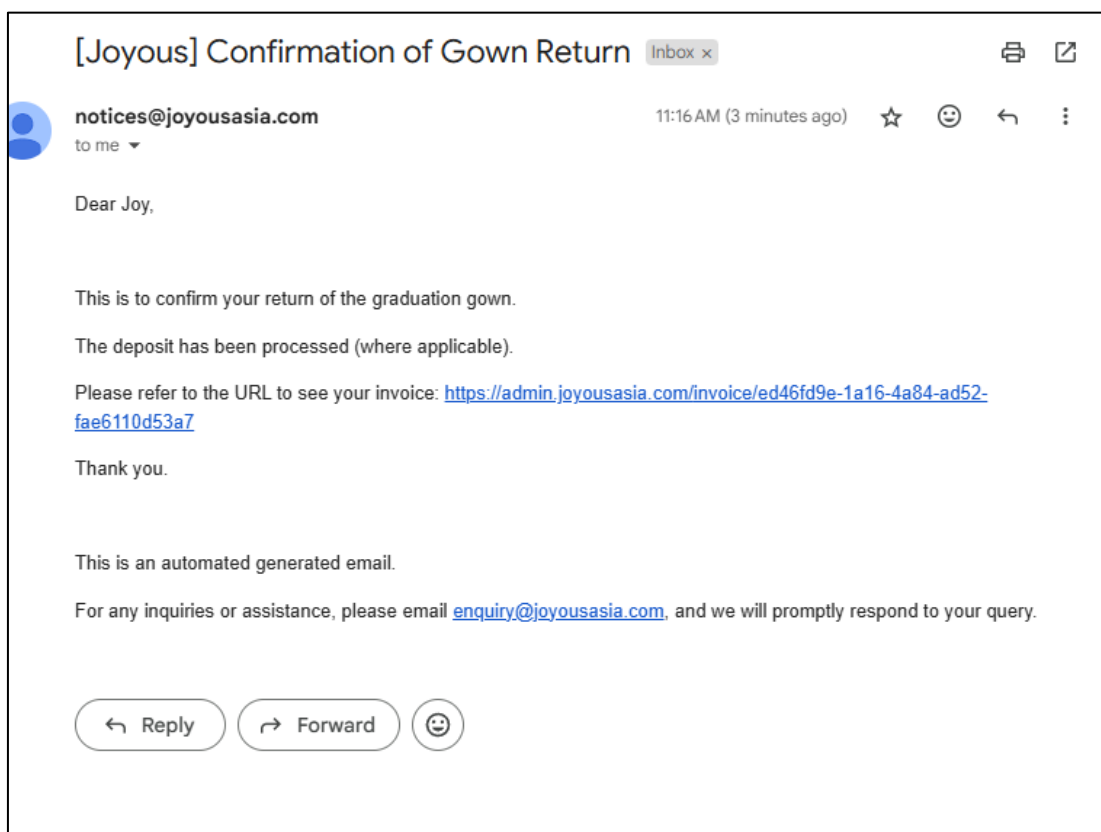 [Joyous] Confirmation of Gown Return Inbox ×
notices@joyousasia.com 11:16 AM (3 minutes ago)
to me
Dear Joy,
This is to confirm your return of the graduation gown.
The deposit has been processed (where applicable).
Please refer to the URL to see your invoice: https://admin.joyousasia.com/invoice/ed46fd9e-1a16-4a84-ad52-
fae6110d53a7
Thank you.
This is an automated generated email.
For any inquiries or assistance, please email enquiry@joyousasia.com, and we will promptly respond to your query.
Reply Forward